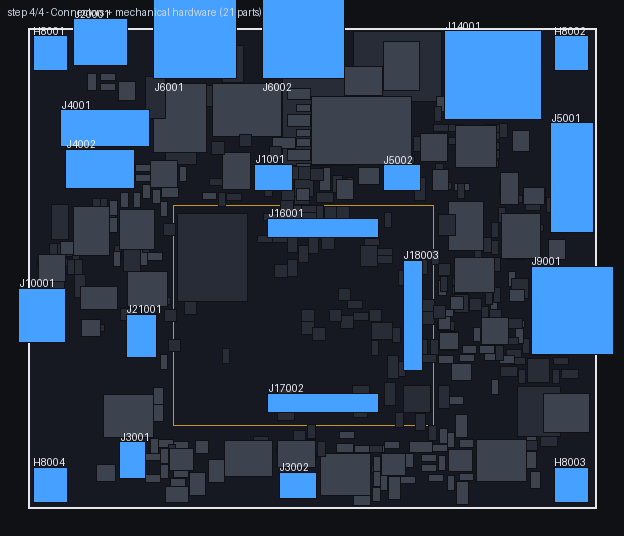 step 4/4 - Connectors + mechanical hardware (21 parts)
H8001
J20001
J14001
H8002
J6001
J6002
J4001
J5001
J4002
J1001
J5002
J16001
J18003
J9001
J10001
J21001
J17002
J3001
J3002
H8004
H8003